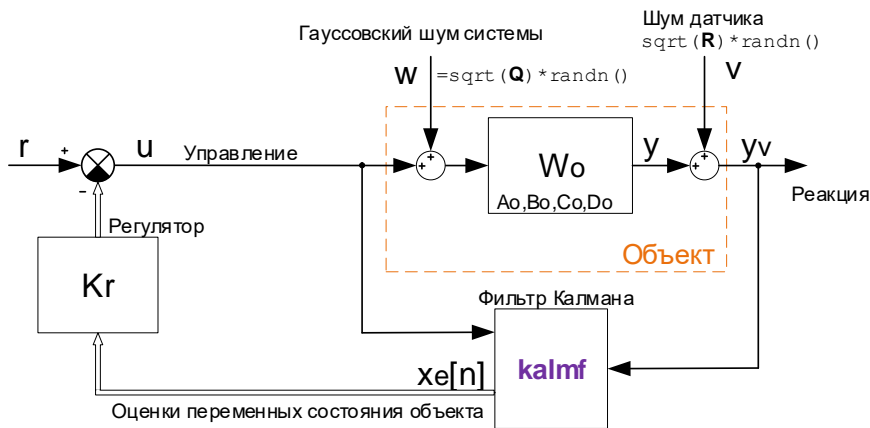 Гауссовский шум системы
Шум датчика
sqrt(R)*randn()
w
=sqrt(Q)*randn()
v
r
+
-
u
Управление
+
+
Wo
Ao,Bo,Co,Do
y
+
+
yv
Реакция
Объект
Регулятор
Kr
Фильтр Калмана
kalmf
xe[n]
Оценки переменных состояния объекта